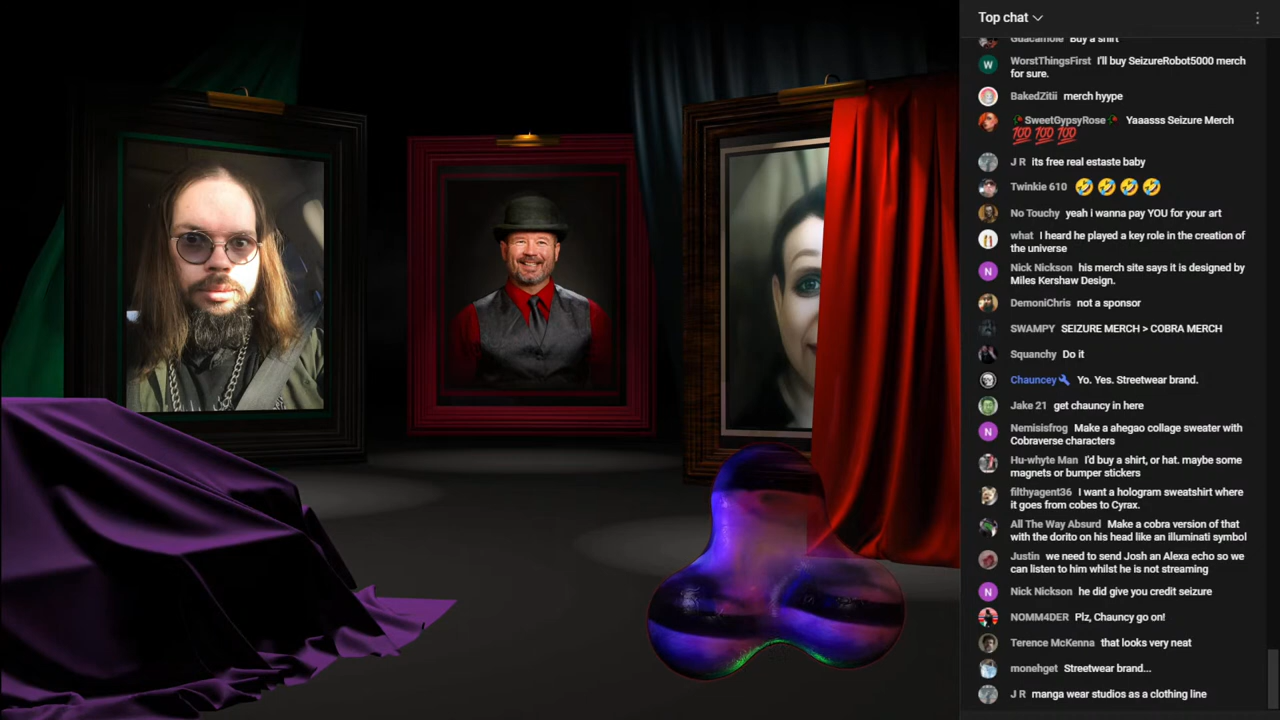 Top chat
Guacamole Buy a shirt
WorstThingsFirst I'll buy SeizureRobot5000 merch
for sure.
BakedZitii merch hyype
SweetGypsyRose Yaaasss Seizure Merch
💯 💯 💯
J R its free real estaste baby
Twinkie 610 🤣 🤣 🤣 🤣
No Touchy yeah i wanna pay YOU for your art
what I heard he played a key role in the creation of
the universe
Nick Nickson his merch site says it is designed by
Miles Kershaw Design.
DemoniChris not a sponsor
SWAMPY SEIZURE MERCH > COBRA MERCH
Squanchy Do it
Chauncey Yo. Yes. Streetwear brand.
Jake 21 get chauncy in here
Nemisisfrog Make a ahegao collage sweater with
Cobraverse characters
Hu-whyte Man I'd buy a shirt, or hat. maybe some
magnets or bumper stickers
filthyagent36 I want a hologram sweatshirt where
it goes from cobes to Cyrax.
All The Way Absurd Make a cobra version of that
with the dorito on his head like an illuminati symbol
Justin we need to send Josh an Alexa echo so we
can listen to him whilst he is not streaming
Nick Nickson he did give you credit seizure
NOMM4DER Plz, Chauncy go on!
Terence McKenna that looks very neat
monehget Streetwear brand...
J R manga wear studios as a clothing line
W
N
N
N